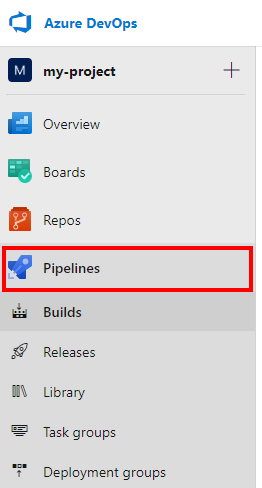 Azure DevOps
M my-project
Overview
Boards
Repos
Pipelines
Builds
Releases
Library
Task groups
Deployment groups